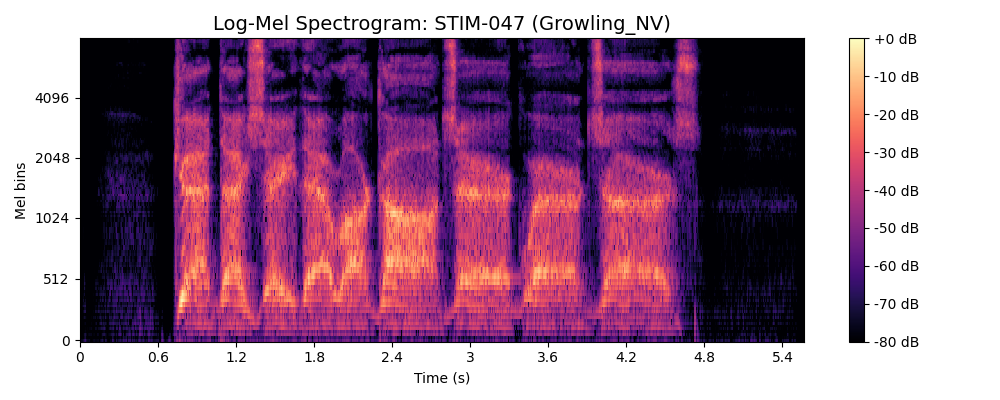 Log-Mel Spectrogram: STIM-047 (Growling_NV)
Mel bins
4096
2048
1024
512
0
0 0.6 1.2 1.8 2.4 3 3.6 4.2 4.8 5.4
Time (s)
+0 dB
-10 dB
-20 dB
-30 dB
-40 dB
-50 dB
-60 dB
-70 dB
-80 dB